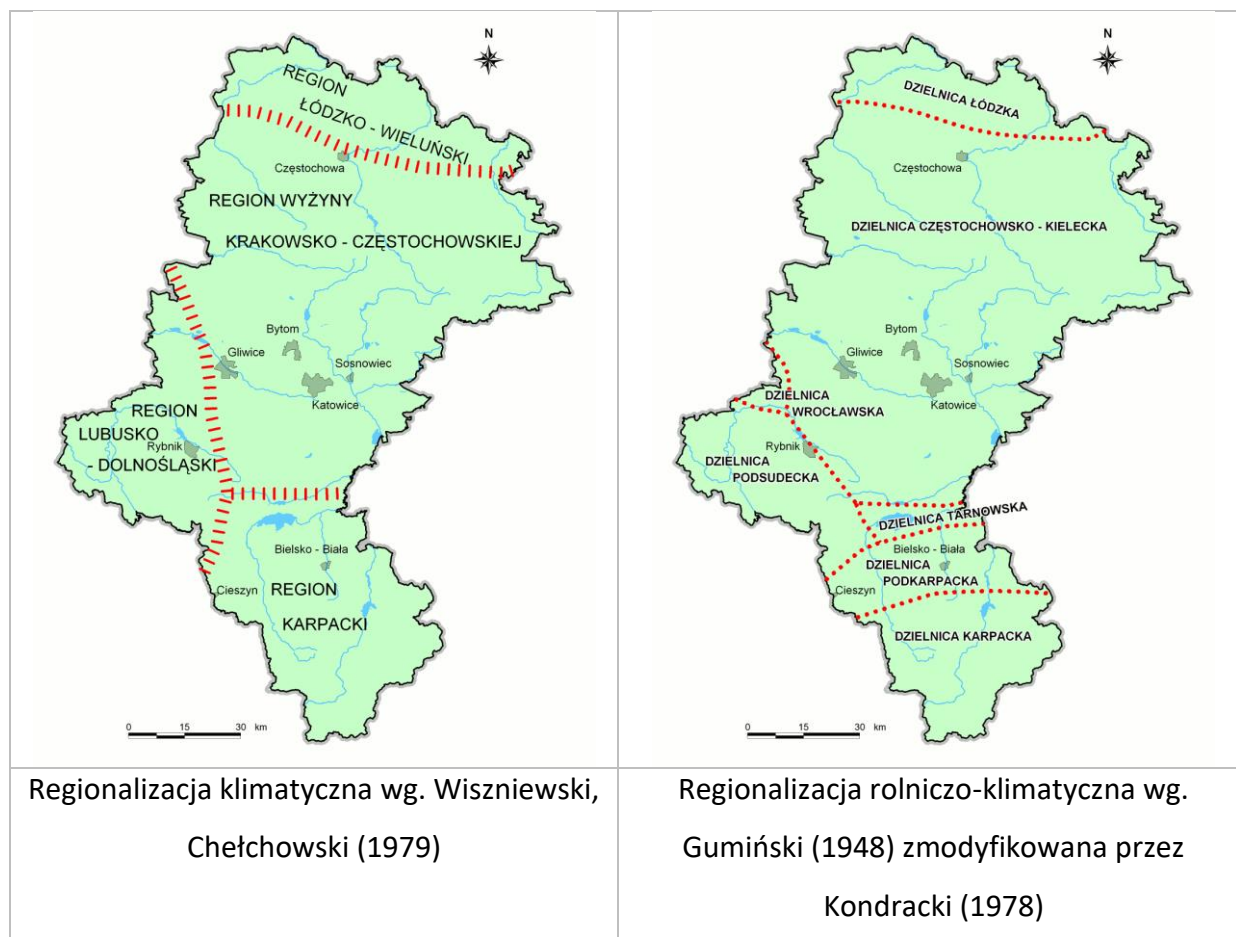 N
REGION
ŁÓDZKO - WIELUŃSKI
Częstochowa
REGION WYŻYNY
KRAKOWSKO - CZĘSTOCHOWSKIEJ
Bytom
Gliwice
Sosnowiec
Katowice
REGION
LUBUSKO
- DOLNOŚLĄSKI
Rybnik
Bielsko - Biała
Cieszyn
REGION
KARPACKI
0 15 30 km
Regionalizacja klimatyczna wg. Wiszniewski,
Chełchowski (1979)
N
DZIELNICA ŁÓDZKA
Częstochowa
DZIELNICA CZĘSTOCHOWSKO - KIELECKA
Bytom
Gliwice
Sosnowiec
Katowice
DZIELNICA
WROCŁAWSKA
Rybnik
DZIELNICA
PODSUDECKA
DZIELNICA TARNOWSKA
Bielsko - Biała
DZIELNICA
PODKARPACKA
Cieszyn
DZIELNICA KARPACKA
0 15 30 km
Regionalizacja rolniczo-klimatyczna wg.
Gumiński (1948) zmodyfikowana przez
Kondracki (1978)